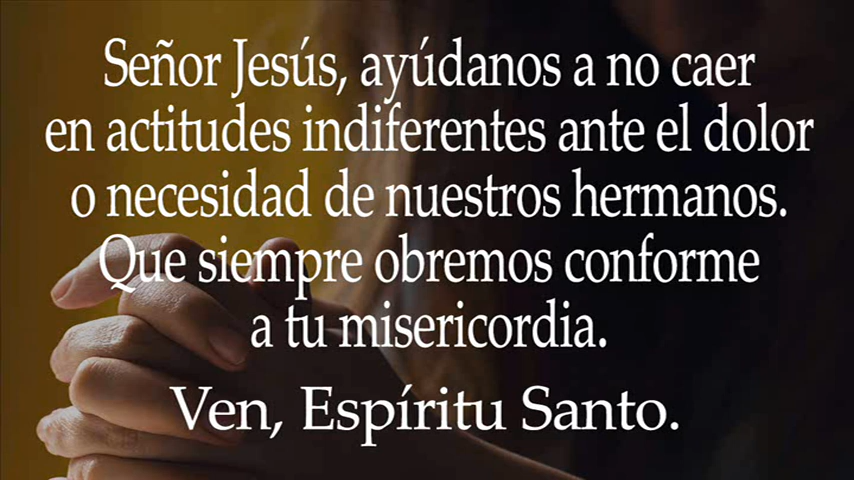 Señor Jesús, ayúdanos a no caer
en actitudes indiferentes ante el dolor
o necesidad de nuestros hermanos.
Que siempre obremos conforme
a tu misericordia.
Ven, Espíritu Santo.